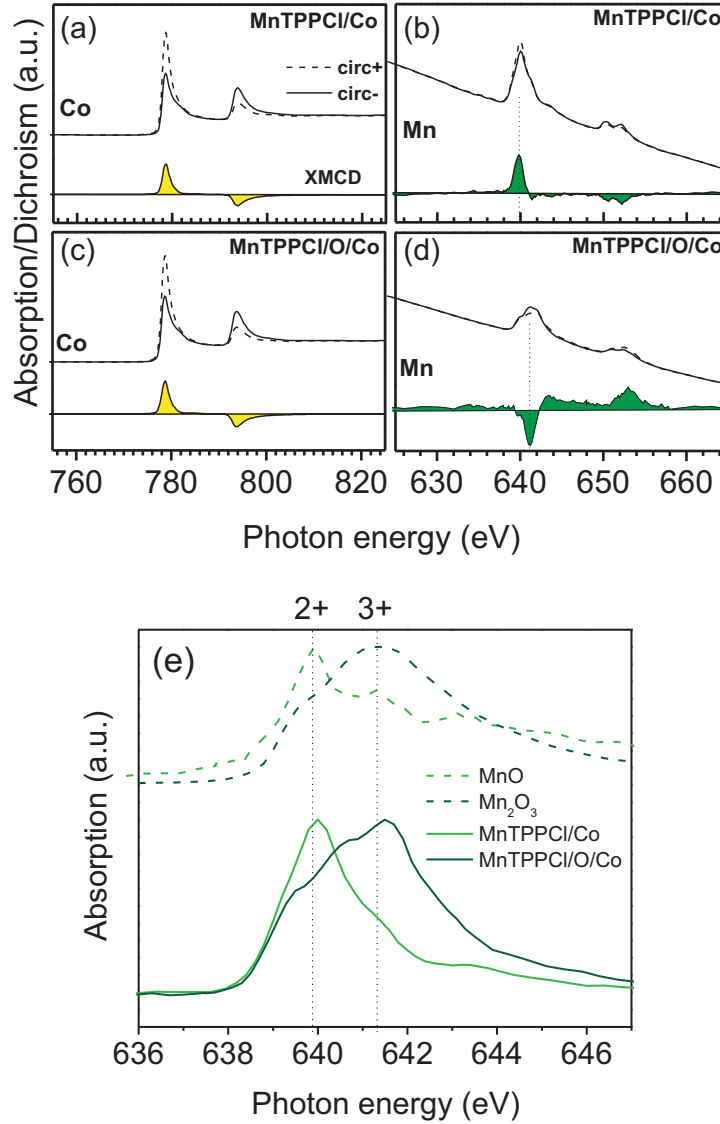 (a) MnTPPCl/Co
(b) MnTPPCl/Co
circ+
circ-
Co
Mn
XMCD
(c) MnTPPCl/O/Co
(d) MnTPPCl/O/Co
Co
Mn
Absorption/Dichroism (a.u.)
760 780 800 820
630 640 650 660
Photon energy (eV)
2+ 3+
(e)
MnO
Mn₂O₃
MnTPPCl/Co
MnTPPCl/O/Co
Absorption (a.u.)
636 638 640 642 644 646
Photon energy (eV)